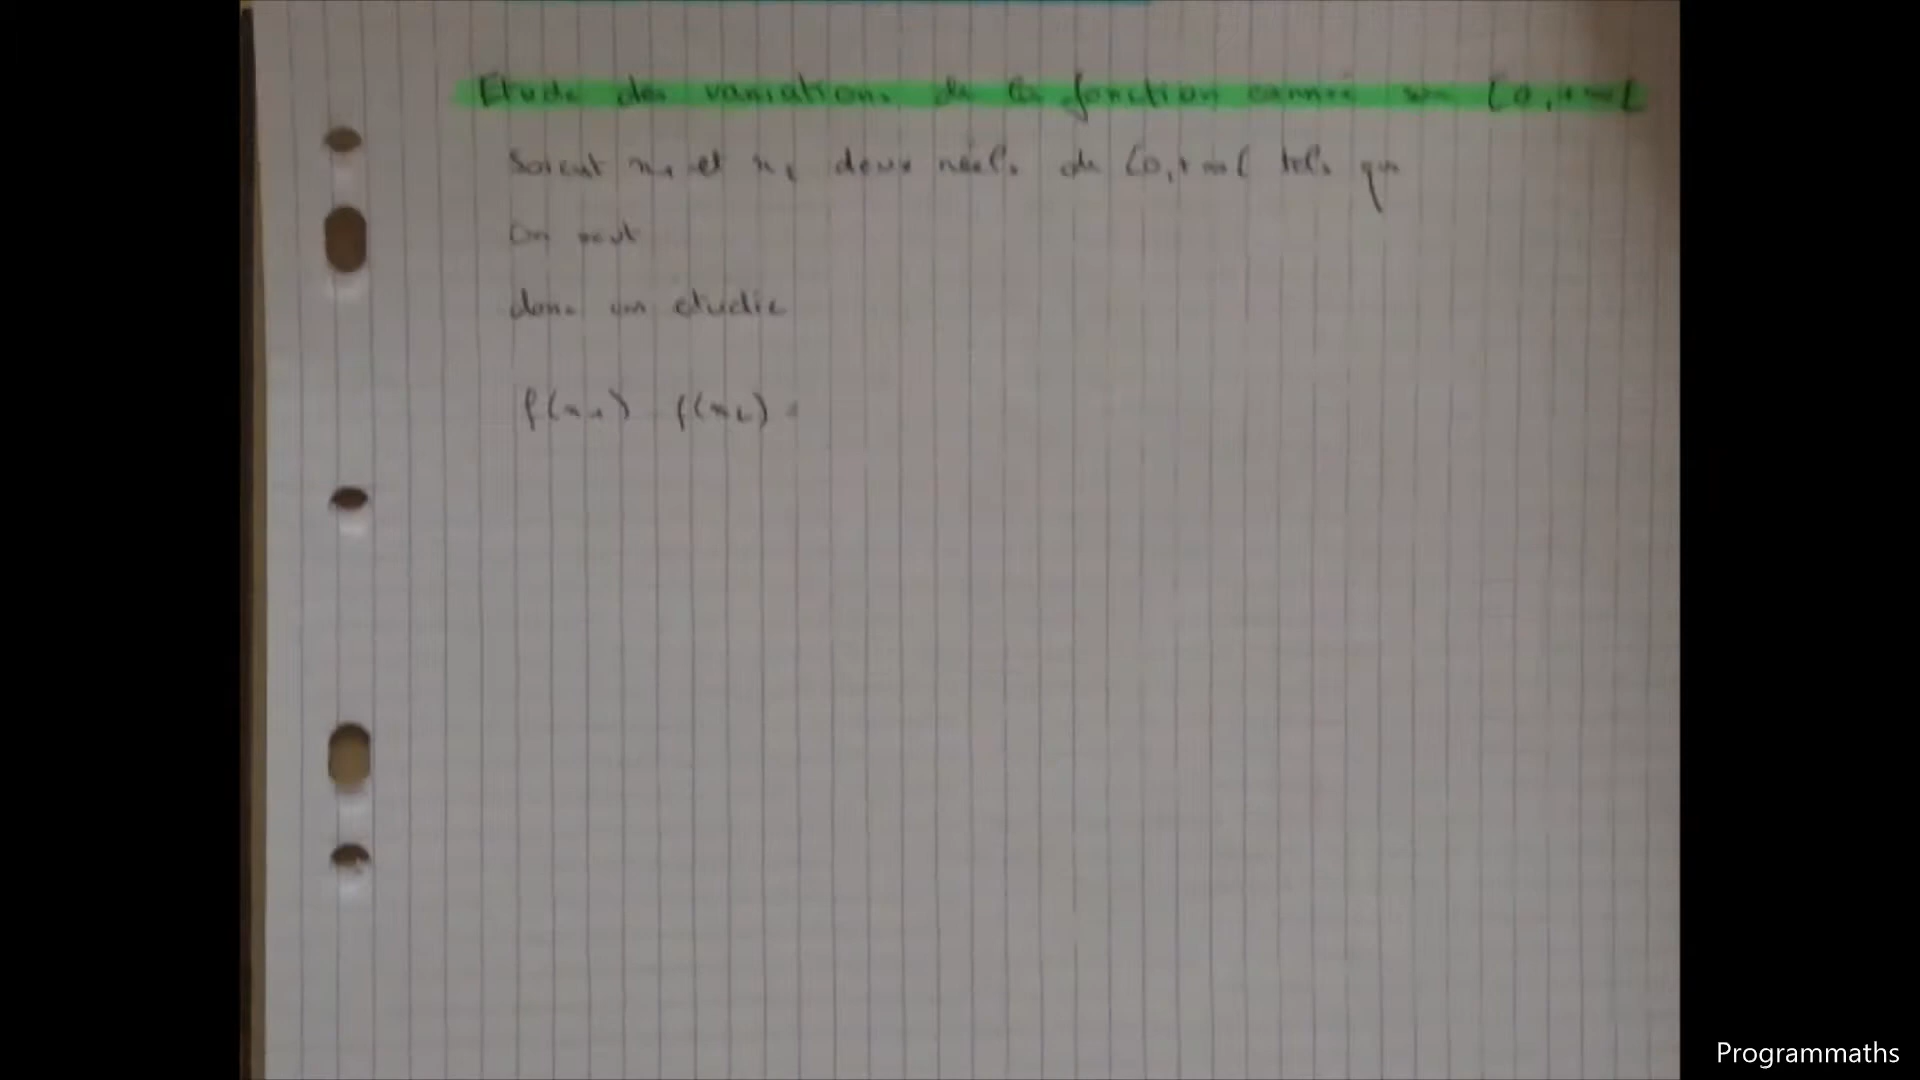 Etude des variations de la fonction carrée sur [0,+∞[
Soient x₁ et x₂ deux réels de [0,+∞[ tels que
On veut
donc on étudie
f(x₁) - f(x₂) =
Programmaths